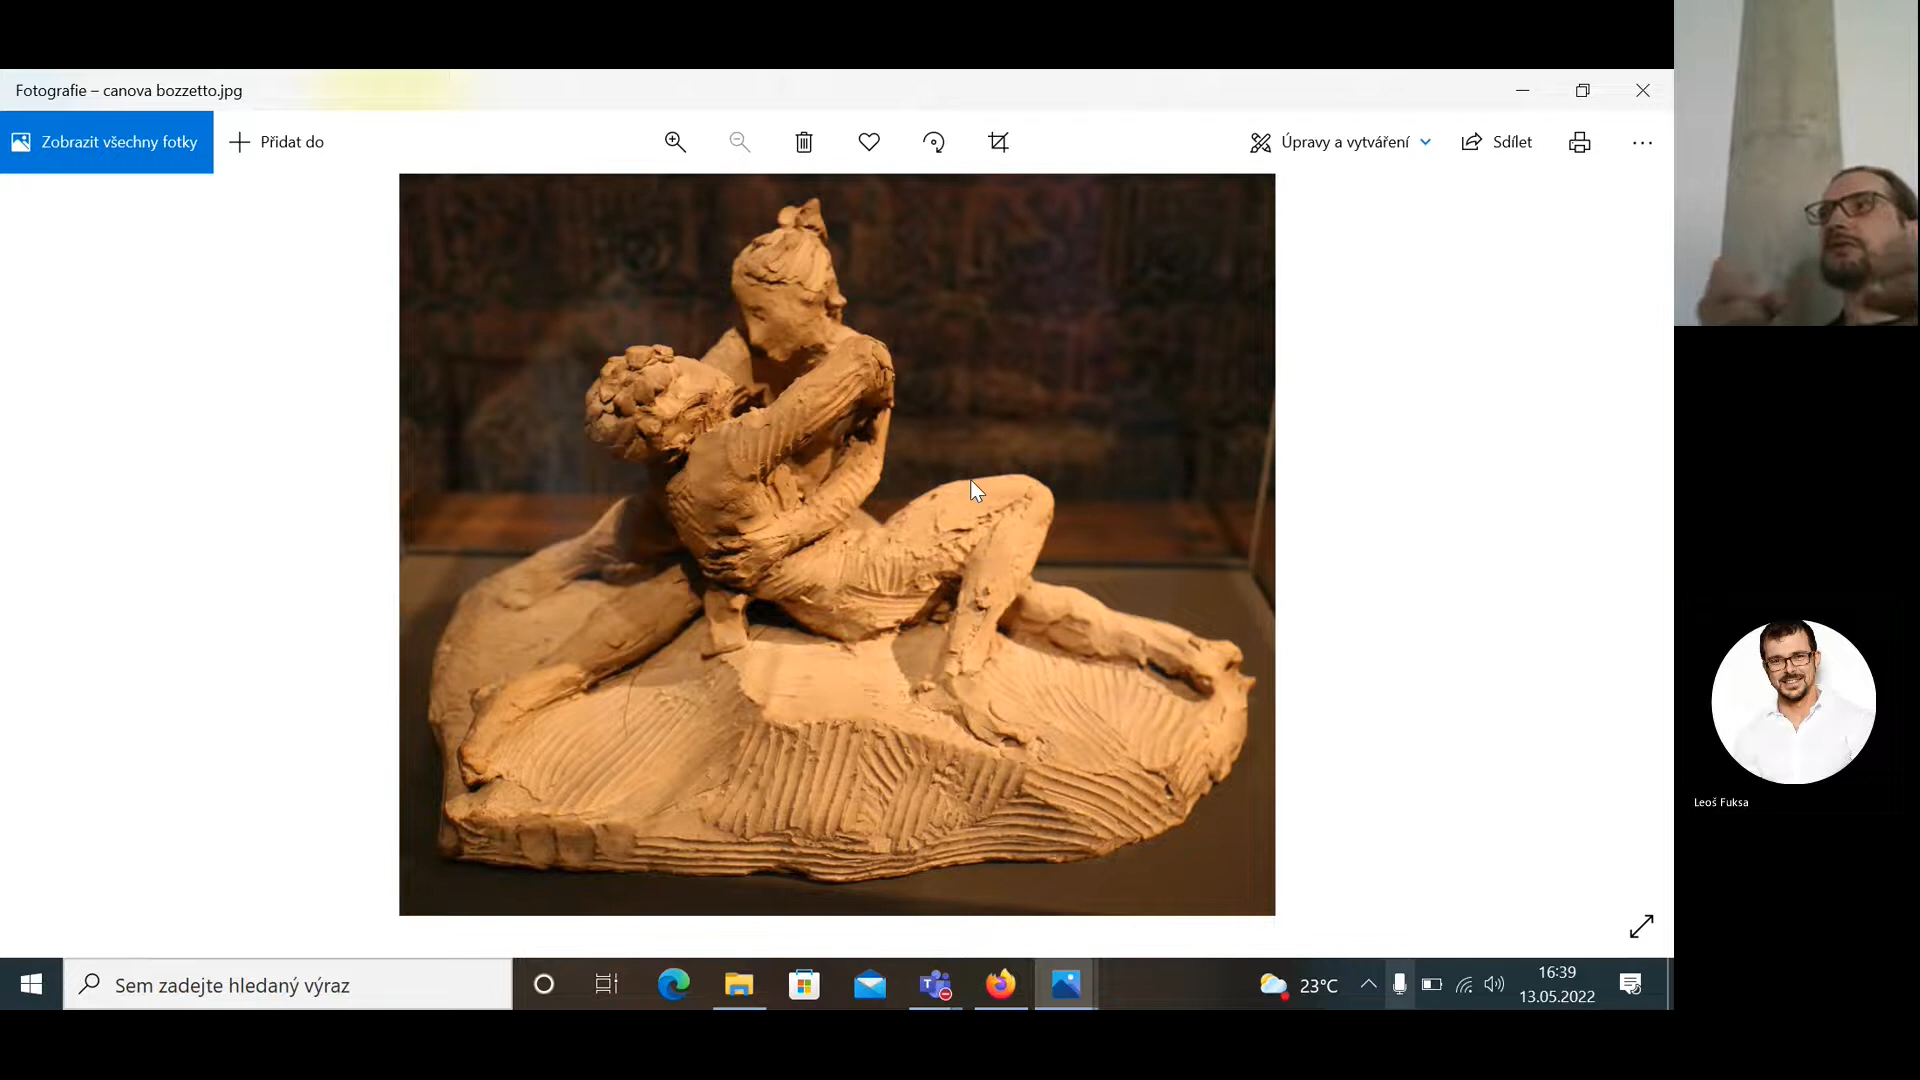 Fotografie – canova bozzetto.jpg
Zobrazit všechny fotky
Přidat do
Úpravy a vytváření
Sdílet
Leoš Fuksa
Sem zadejte hledaný výraz
23°C
16:39
13.05.2022